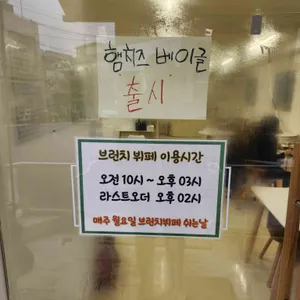 햄치즈 베이글
출시
브런치 뷔페 이용시간
오전 10시 ~ 오후 03시
라스트오더 오후 02시
매주 월요일 브런치뷔페 쉬는날